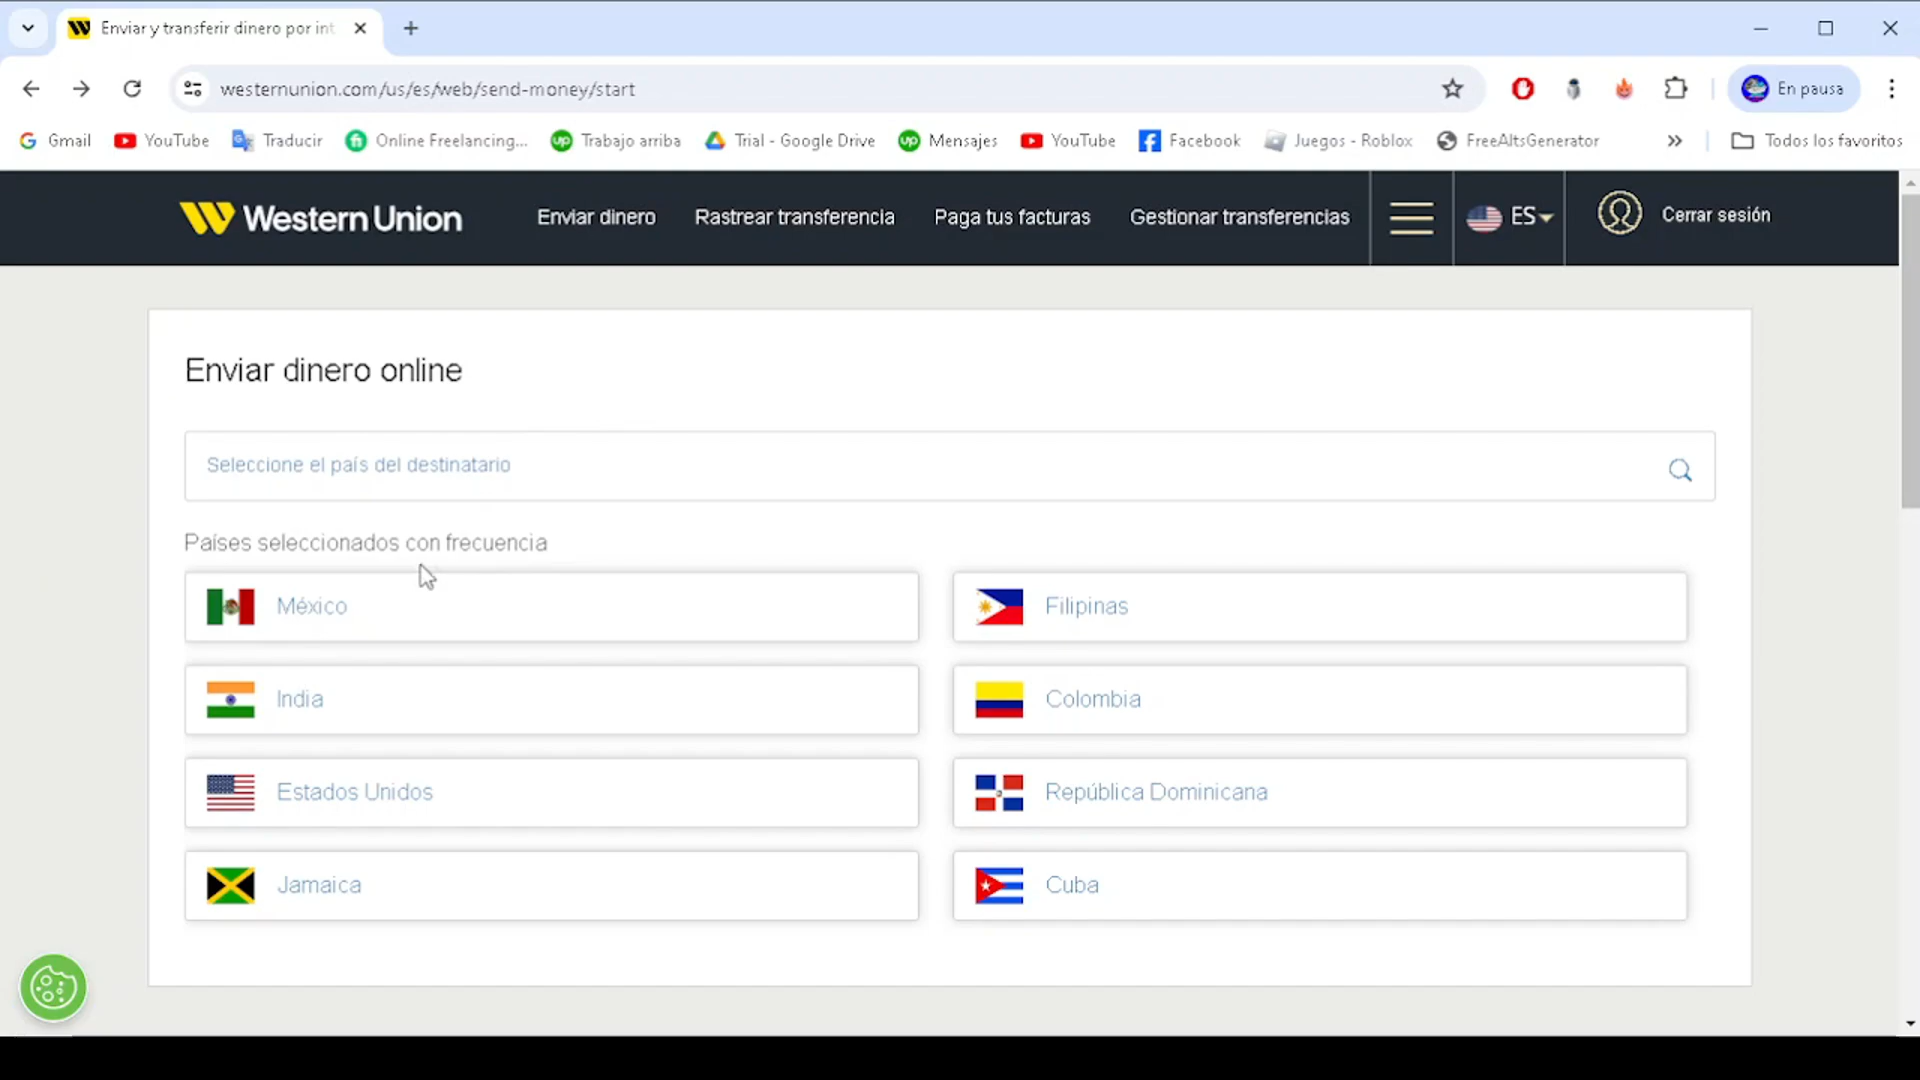 Enviar y transferir dinero por int
westernunion.com/us/es/web/send-money/start
En pausa
Gmail
YouTube
Traducir
Online Freelancing...
Trabajo arriba
Trial - Google Drive
Mensajes
YouTube
Facebook
Juegos - Roblox
FreeAltsGenerator
Todos los favoritos
Western Union
Enviar dinero
Rastrear transferencia
Paga tus facturas
Gestionar transferencias
ES
Cerrar sesión
Enviar dinero online
Seleccione el país del destinatario
Países seleccionados con frecuencia
México
Filipinas
India
Colombia
Estados Unidos
República Dominicana
Jamaica
Cuba